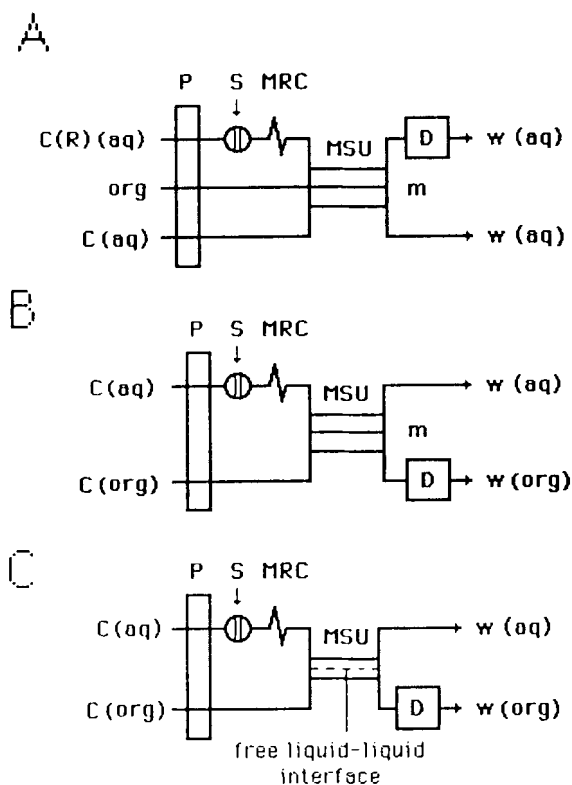 A
P S MRC
C(R)(aq) MSU D w(aq)
org m
C(aq) w(aq)
B
P S MRC
C(aq) MSU w(aq)
m
C(org) D w(org)
C
P S MRC
C(aq) MSU w(aq)
C(org) D w(org)
free liquid-liquid
interface